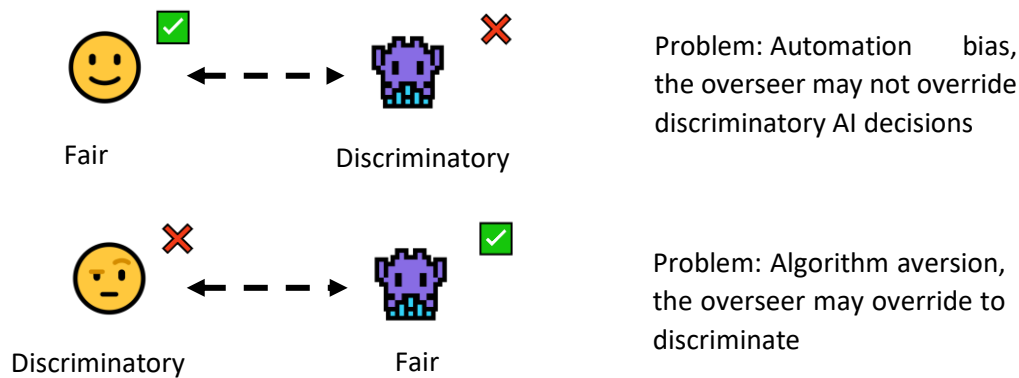 Problem: Automation bias,
the overseer may not override
discriminatory AI decisions
Fair
Discriminatory
Problem: Algorithm aversion,
the overseer may override to
discriminate
Discriminatory
Fair